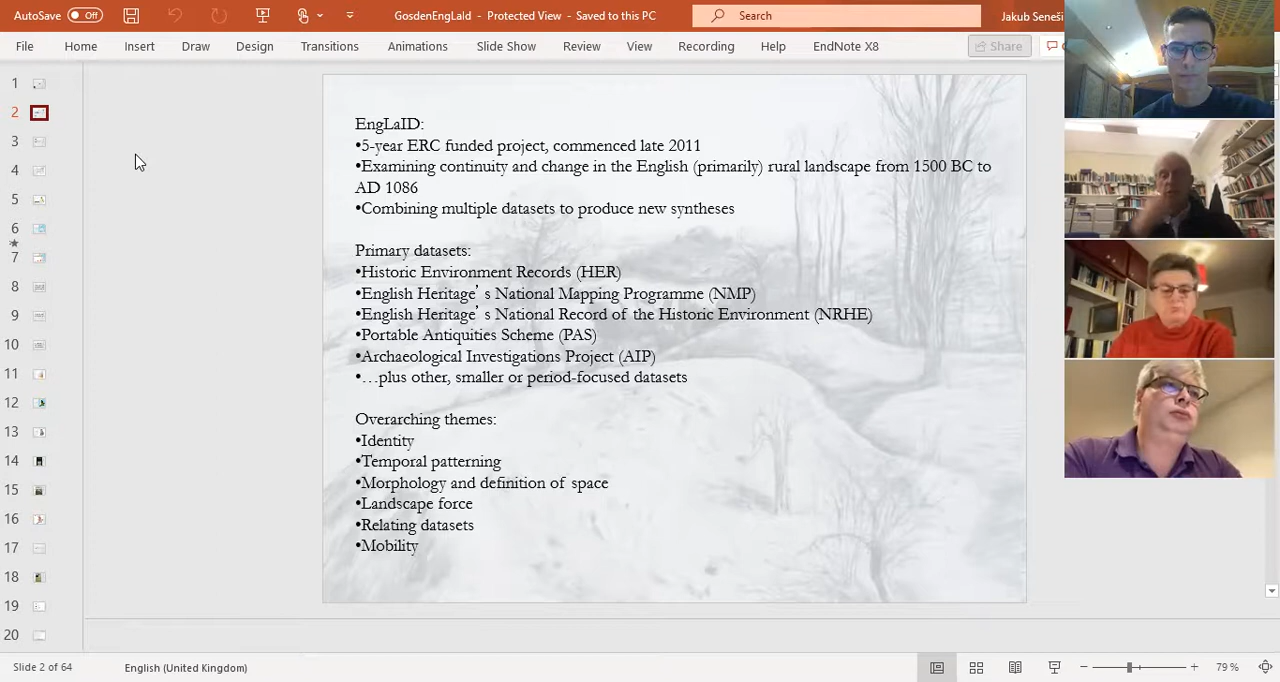 AutoSave Off
GosdenEngLald - Protected View - Saved to this PC
Search
File Home Insert Draw Design Transitions Animations Slide Show Review View Recording Help EndNote X8
Share
1
2
3
4
5
6
7
8
9
10
11
12
13
14
15
16
17
18
19
20
EngLaID:
•5-year ERC funded project, commenced late 2011
•Examining continuity and change in the English (primarily) rural landscape from 1500 BC to
AD 1086
•Combining multiple datasets to produce new syntheses
Primary datasets:
•Historic Environment Records (HER)
•English Heritage’ s National Mapping Programme (NMP)
•English Heritage’ s National Record of the Historic Environment (NRHE)
•Portable Antiquities Scheme (PAS)
•Archaeological Investigations Project (AIP)
•…plus other, smaller or period-focused datasets
Overarching themes:
•Identity
•Temporal patterning
•Morphology and definition of space
•Landscape force
•Relating datasets
•Mobility
Slide 2 of 64 English (United Kingdom) 79 %